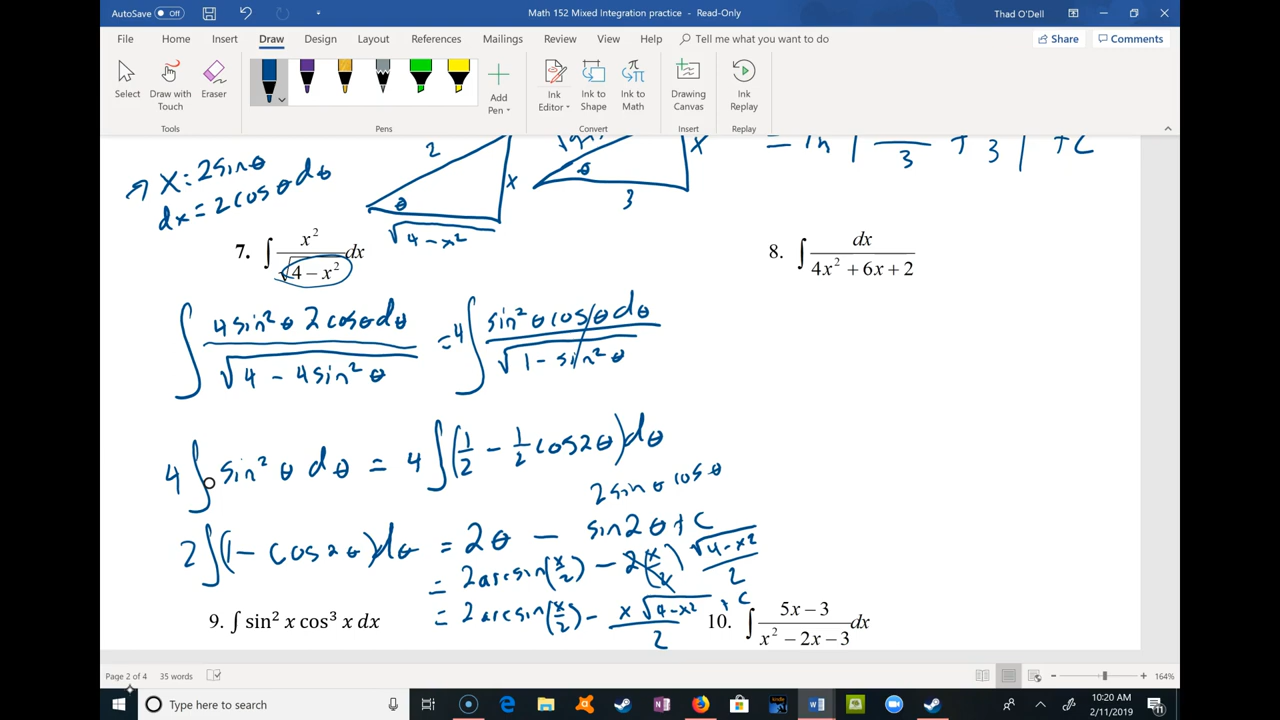 AutoSave Off
Math 152 Mixed Integration practice - Read-Only
Thad O'Dell
File Home Insert Draw Design Layout References Mailings Review View Help Tell me what you want to do
Share Comments
Select Draw with Touch Eraser
Add Pen
Ink Editor Ink to Shape Ink to Math Drawing Canvas Ink Replay
Tools Pens Convert Insert Replay
= ln | /3 + 3 | + C
→ x = 2sinθ
dx = 2cosθdθ
2 θ x √4-x²
θ x 3
7. ∫ x²/√(4 − x²) dx
8. ∫ dx/(4x² + 6x + 2)
∫ 4sin²θ 2cosθdθ/√(4 − 4sin²θ) = 4∫ sin²θ cosθ dθ/√(1 − sin²θ)
4∫ sin²θ dθ = 4∫(1/2 − 1/2 cos2θ)dθ
2sinθ cosθ
2∫(1 − cos2θ)dθ = 2θ − sin2θ + C
= 2arcsin(x/2) − 2(x/2) √(4−x²)/2
= 2arcsin(x/2) − x√(4−x²)/2 + C
9. ∫ sin² x cos³ x dx
10. ∫ (5x − 3)/(x² − 2x − 3) dx
Page 2 of 4 35 words
164%
Type here to search
10:20 AM
2/11/2019
11